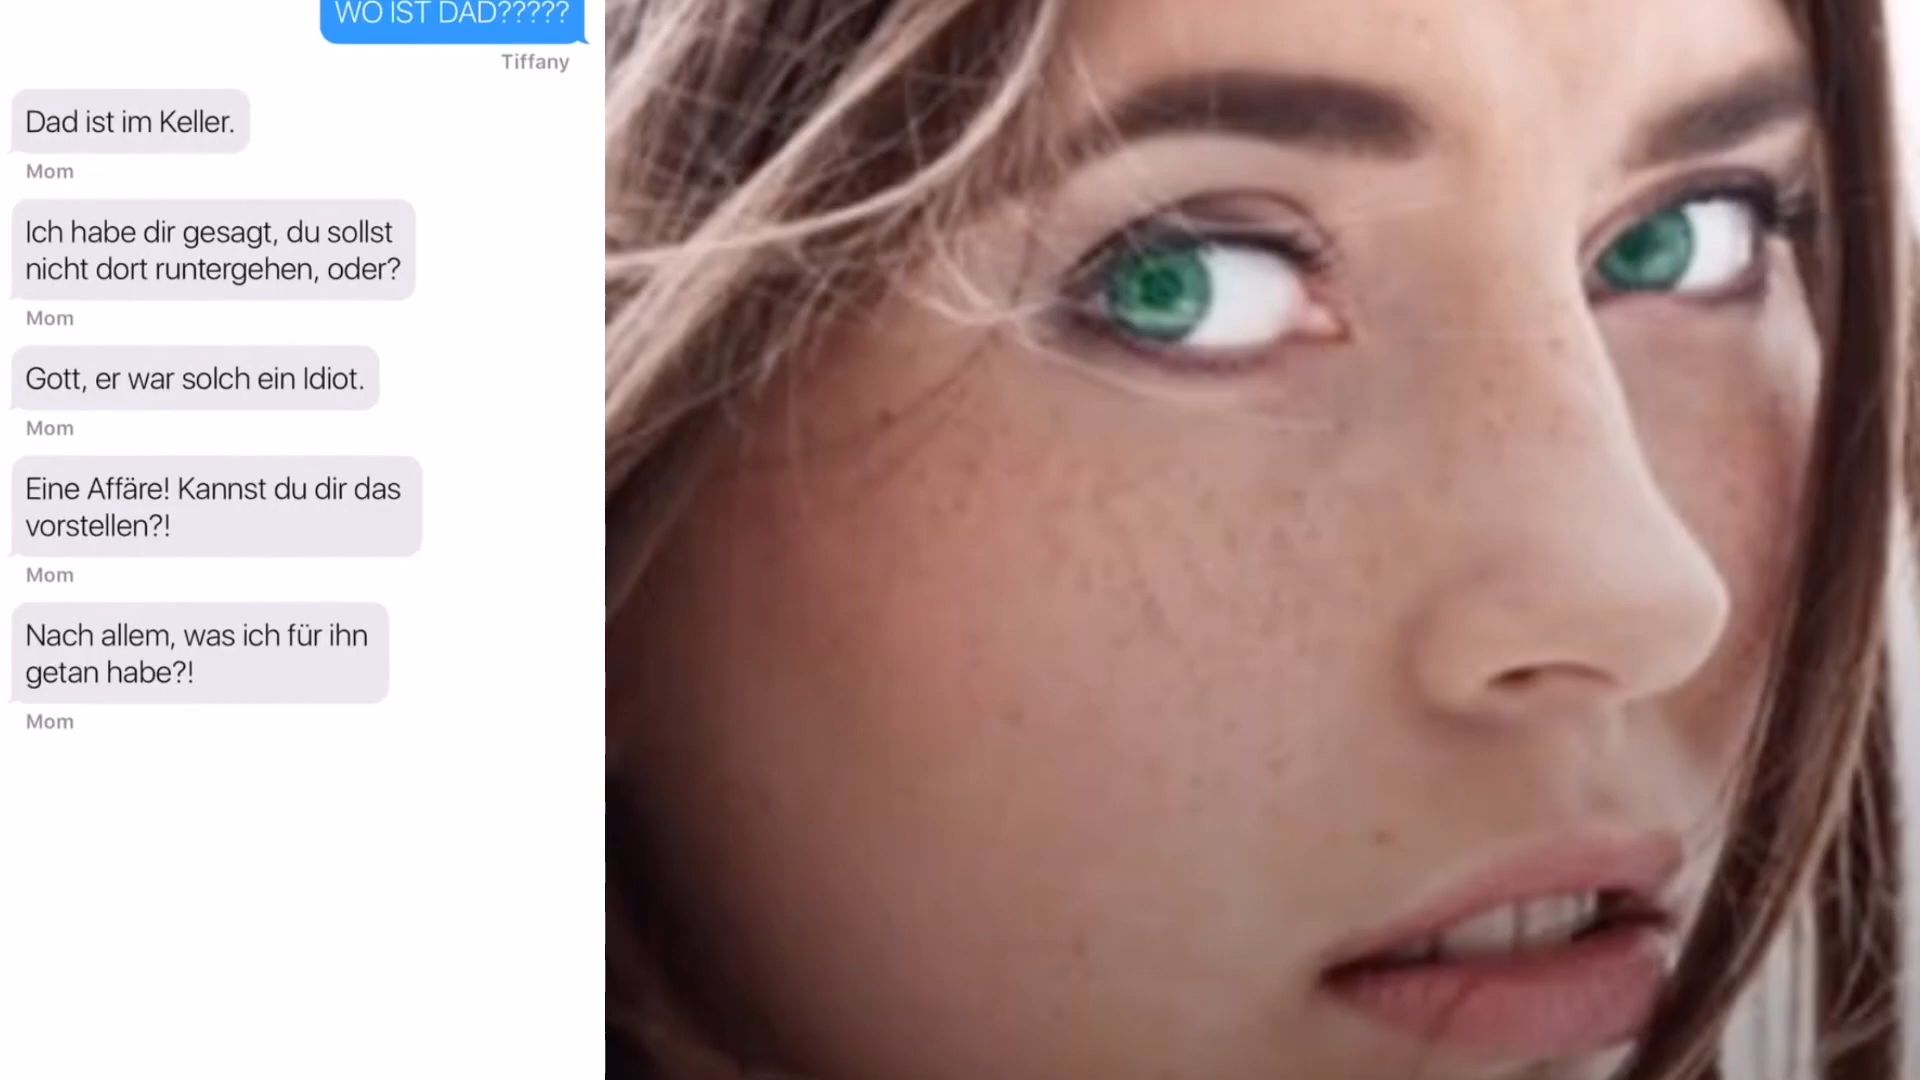 WO IST DAD?????
Tiffany
Dad ist im Keller.
Mom
Ich habe dir gesagt, du sollst
nicht dort runtergehen, oder?
Mom
Gott, er war solch ein Idiot.
Mom
Eine Affäre! Kannst du dir das
vorstellen?!
Mom
Nach allem, was ich für ihn
getan habe?!
Mom